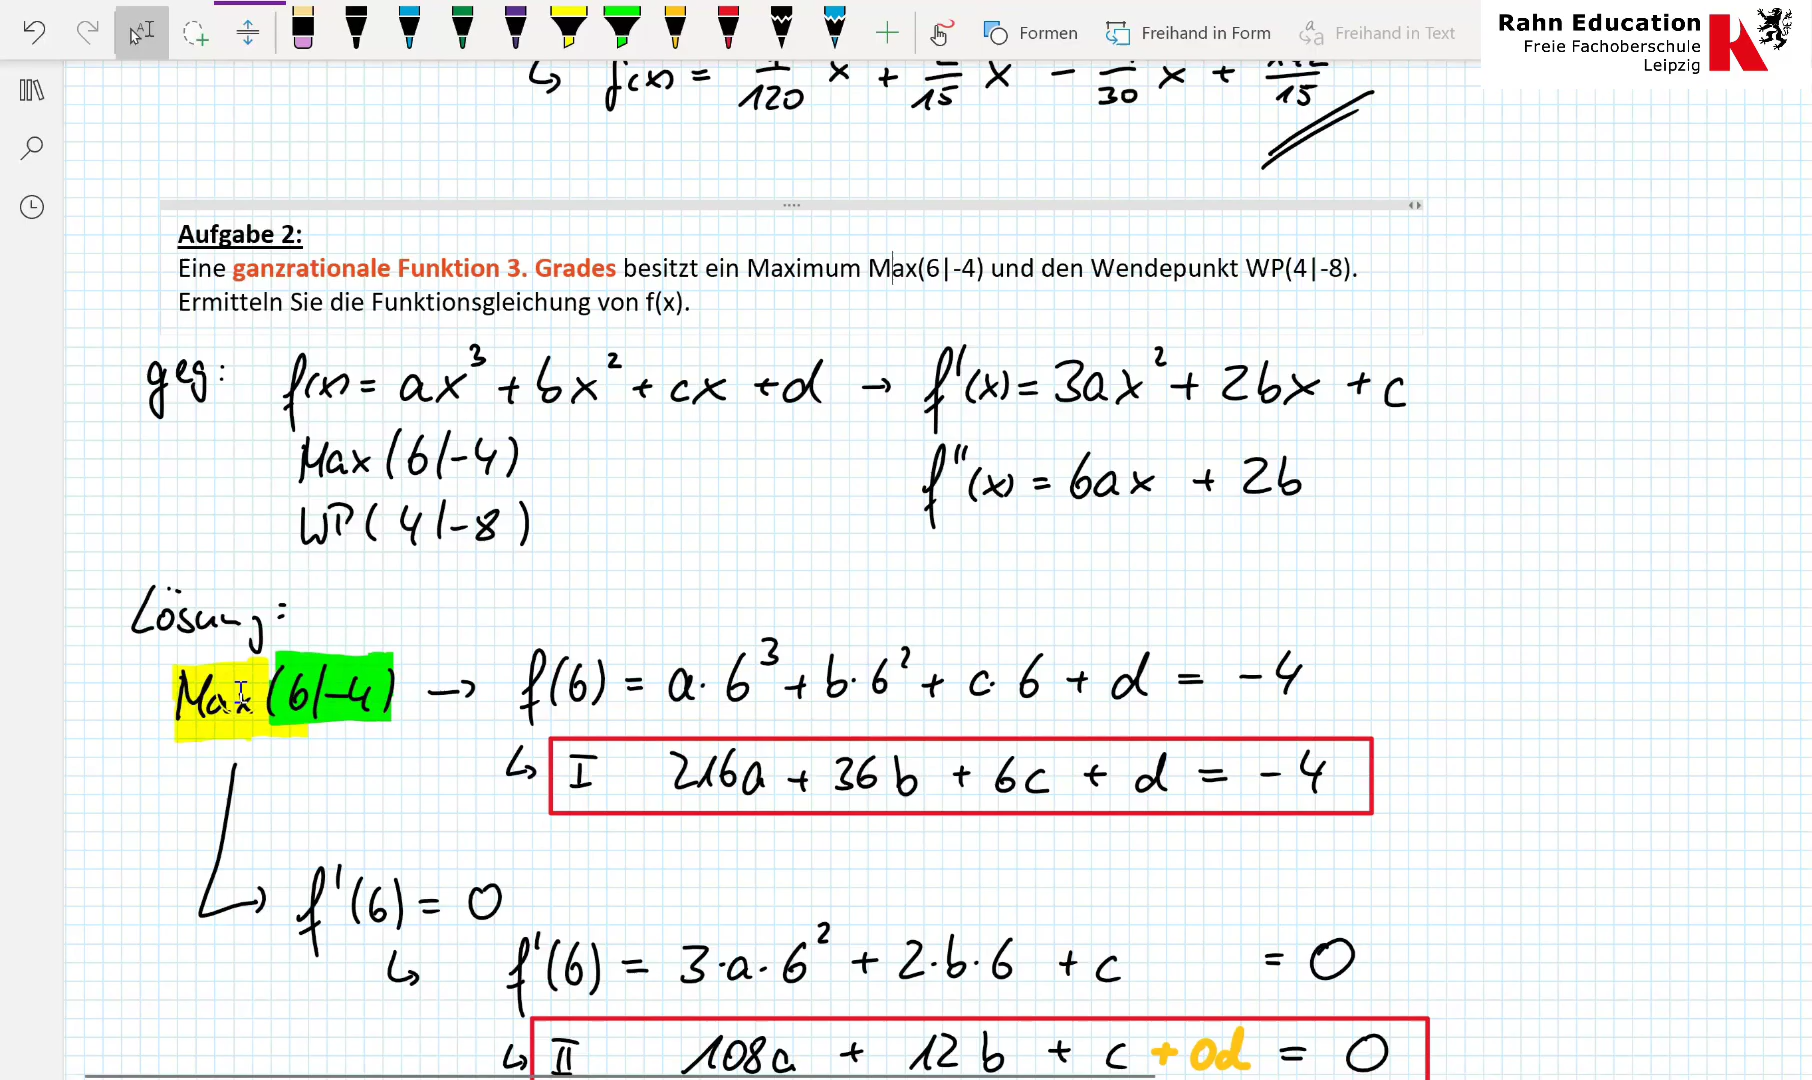 Formen Freihand in Form Freihand in Text
Rahn Education
Freie Fachoberschule
Leipzig
↳ f(x) = /120 x + /15 x - /30 x + /15
Aufgabe 2:
Eine ganzrationale Funktion 3. Grades besitzt ein Maximum Max(6|-4) und den Wendepunkt WP(4|-8).
Ermitteln Sie die Funktionsgleichung von f(x).
geg: f(x) = ax³ + bx² + cx + d → f'(x) = 3ax² + 2bx + c
Max (6|-4)
f''(x) = 6ax + 2b
WP (4|-8)
Lösung:
Max (6|-4) → f(6) = a·6³ + b·6² + c·6 + d = -4
↳ I 216a + 36b + 6c + d = -4
f'(6) = 0
↳ f'(6) = 3·a·6² + 2·b·6 + c = 0
↳ II 108a + 12b + c + 0d = 0